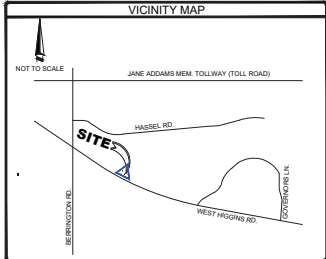 VICINITY MAP
NOT TO SCALE
JANE ADDAMS MEM. TOLLWAY (TOLL ROAD)
HASSEL RD.
SITE
BERRINGTON RD.
WEST HIGGINS RD.
GOVERNORS LN.